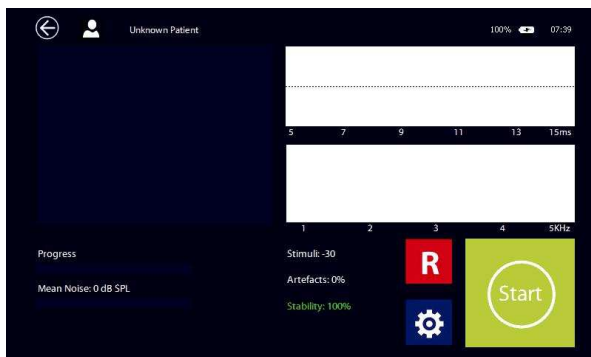 Unknown Patient
100% 07:39
5 7 9 11 13 15ms
1 2 3 4 5KHz
Progress
Mean Noise: 0 dB SPL
Stimuli: -30
Artefacts: 0%
Stability: 100%
R
Start